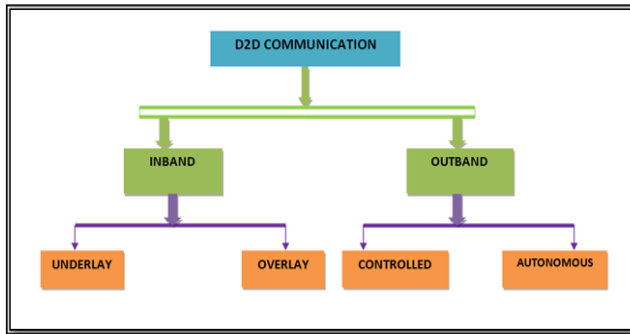 D2D COMMUNICATION
INBAND
OUTBAND
UNDERLAY
OVERLAY
CONTROLLED
AUTONOMOUS